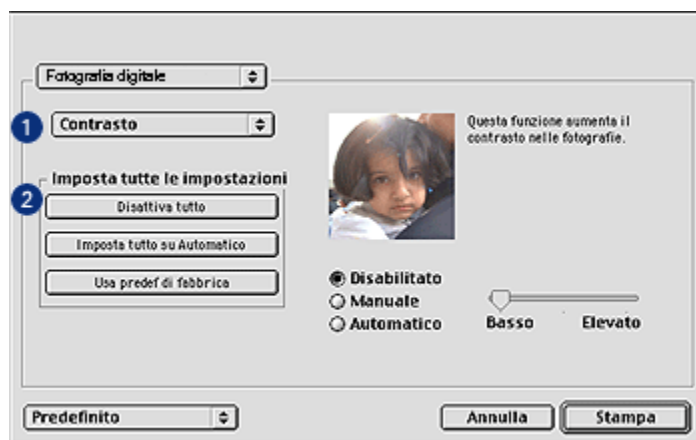 Fotografia digitale
1
Contrasto
Questa funzione aumenta il
contrasto nelle fotografie.
Imposta tutte le impostazioni
2
Disattiva tutto
Imposta tutto su Automatico
Usa predef di fabbrica
Disabilitato
Manuale
Automatico
Basso Elevato
Predefinito
Annulla
Stampa